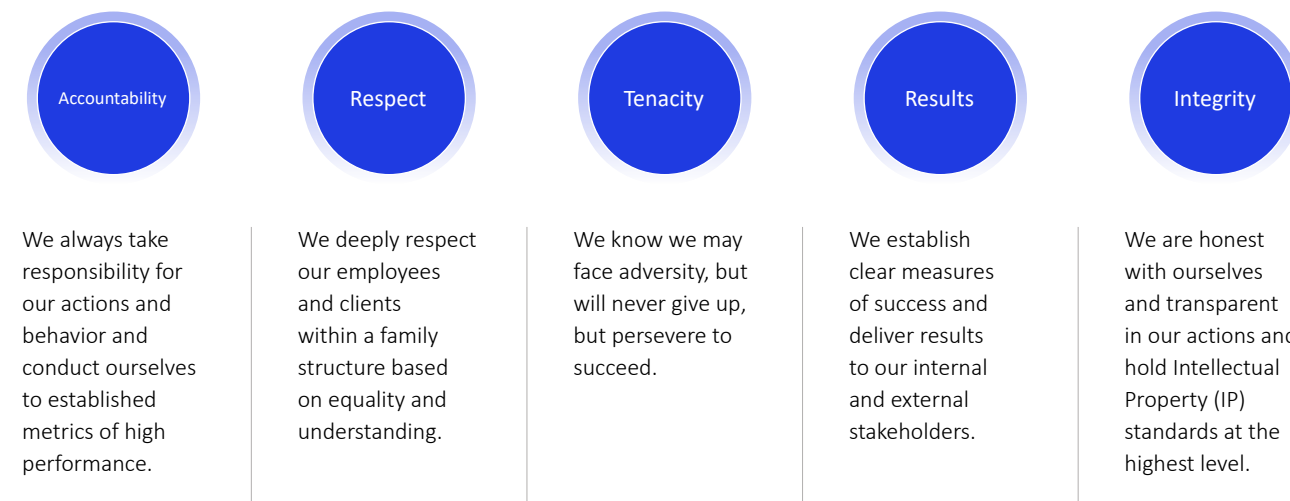 Accountability
Respect
Tenacity
Results
Integrity
We always take
responsibility for
our actions and
behavior and
conduct ourselves
to established
metrics of high
performance.
We deeply respect
our employees
and clients
within a family
structure based
on equality and
understanding.
We know we may
face adversity, but
will never give up,
but persevere to
succeed.
We establish
clear measures
of success and
deliver results
to our internal
and external
stakeholders.
We are honest
with ourselves
and transparent
in our actions and
hold Intellectual
Property (IP)
standards at the
highest level.